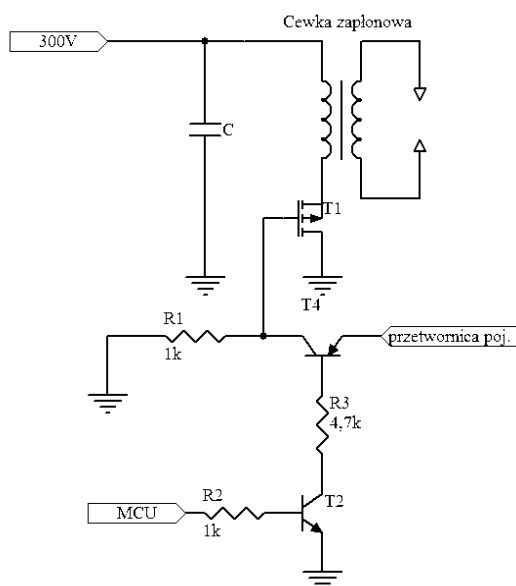 Cewka zapłonowa
300V
C
T1
T4
R1
1k
przetwornica poj.
R3
4,7k
R2
T2
MCU
1k